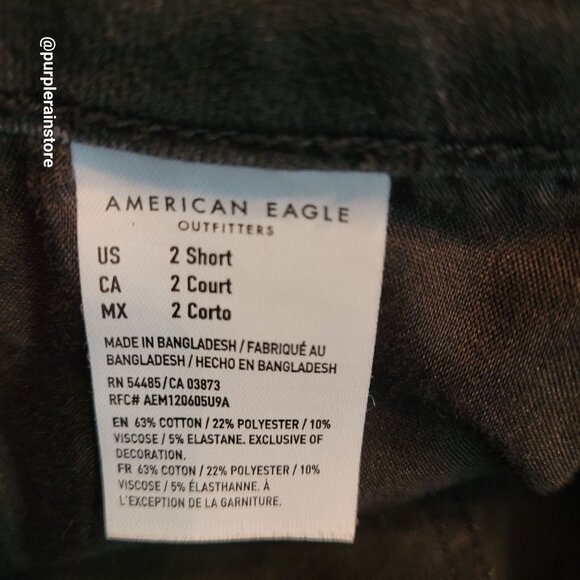 @purplerainstore
AMERICAN EAGLE
OUTFITTERS
US 2 Short
CA 2 Court
MX 2 Corto
MADE IN BANGLADESH / FABRIQUÉ AU
BANGLADESH / HECHO EN BANGLADESH
RN 54485 / CA 03873
RFC# AEM120605U9A
EN 63% COTTON / 22% POLYESTER / 10%
VISCOSE / 5% ELASTANE. EXCLUSIVE OF
DECORATION.
FR 63% COTON / 22% POLYESTER / 10%
VISCOSE / 5% ÉLASTHANNE. À
L'EXCEPTION DE LA GARNITURE.